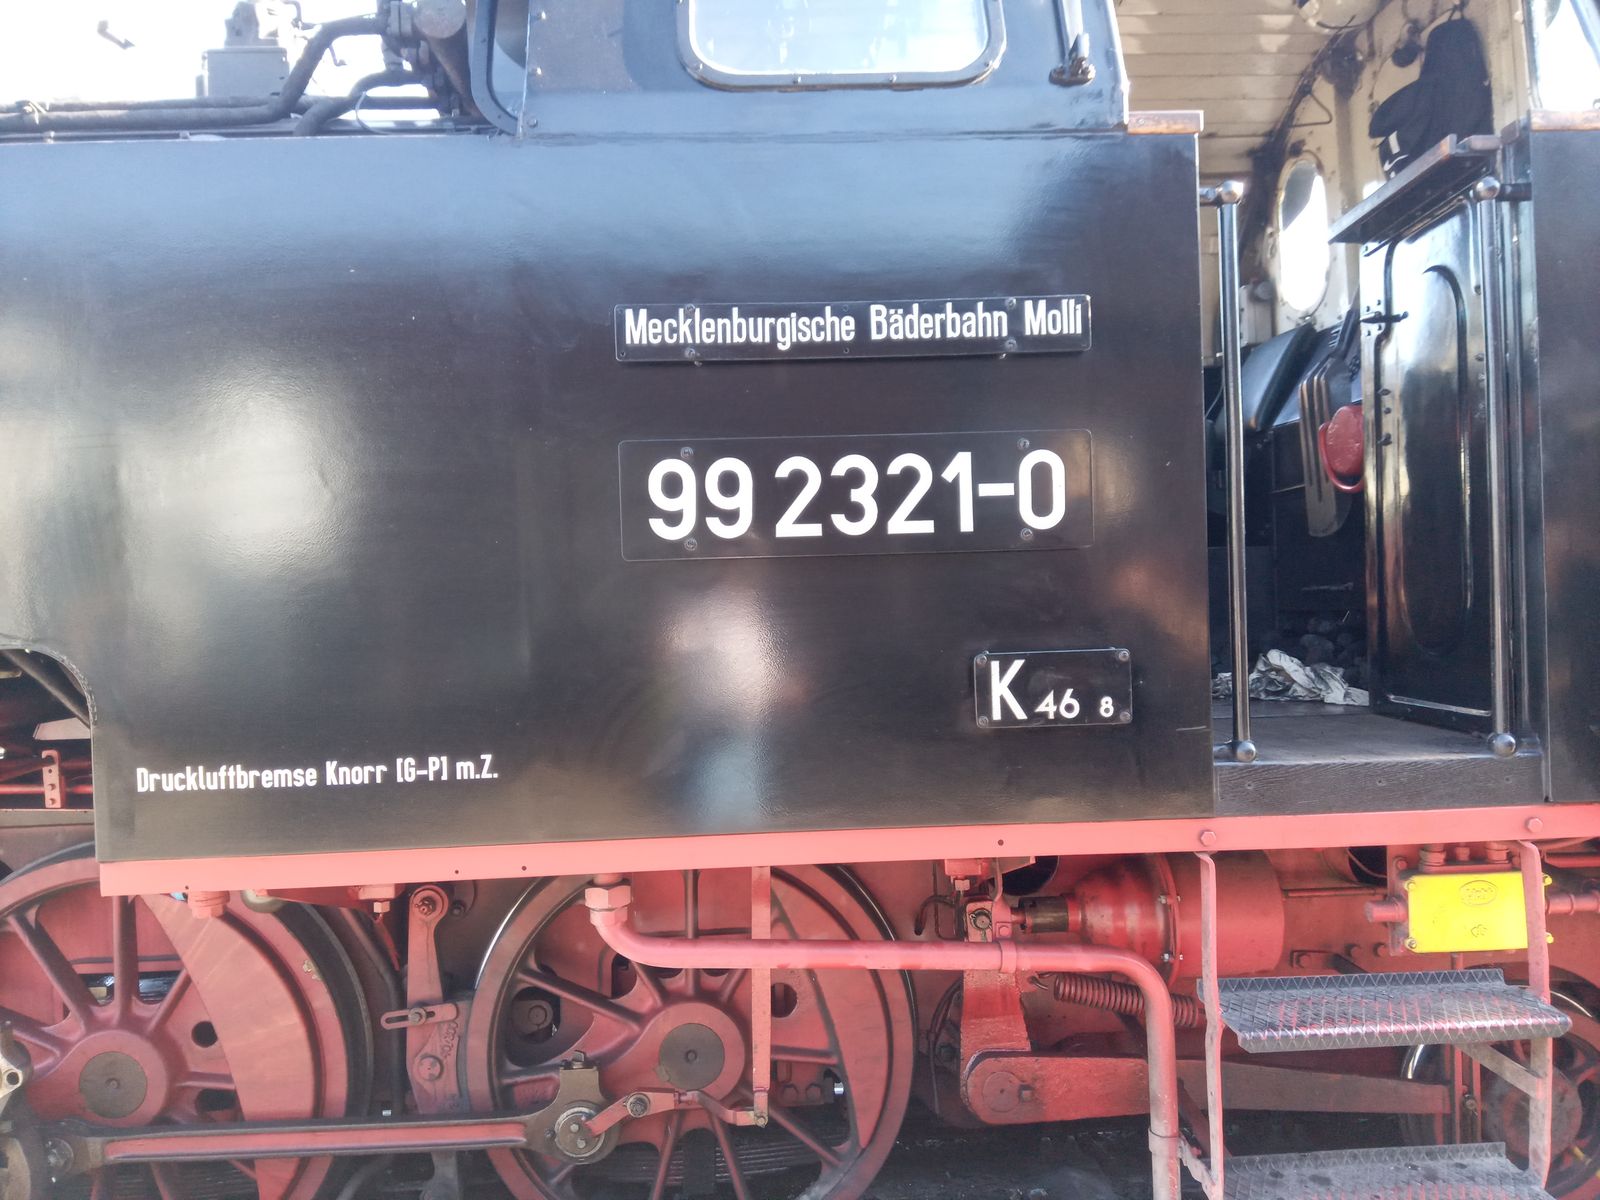 Mecklenburgische Bäderbahn Molli
99 2321-0
K 46 8
Druckluftbremse Knorr [G-P] m.Z.